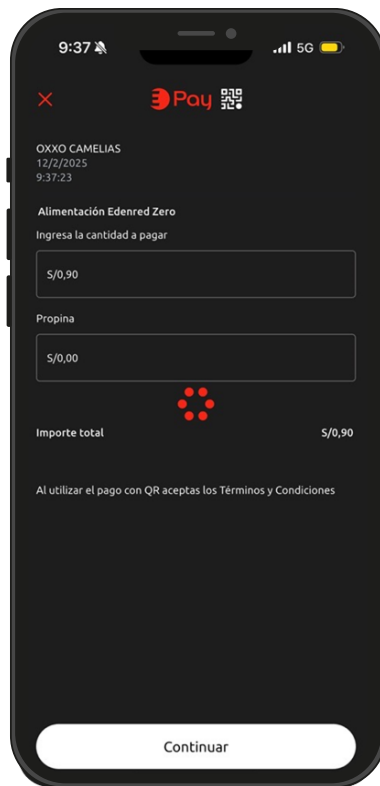 9:37
5G
Pay
OXXO CAMELIAS
12/2/2025
9:37:23
Alimentación Edenred Zero
Ingresa la cantidad a pagar
S/0,90
Propina
S/0,00
Importe total S/0,90
Al utilizar el pago con QR aceptas los Términos y Condiciones
Continuar